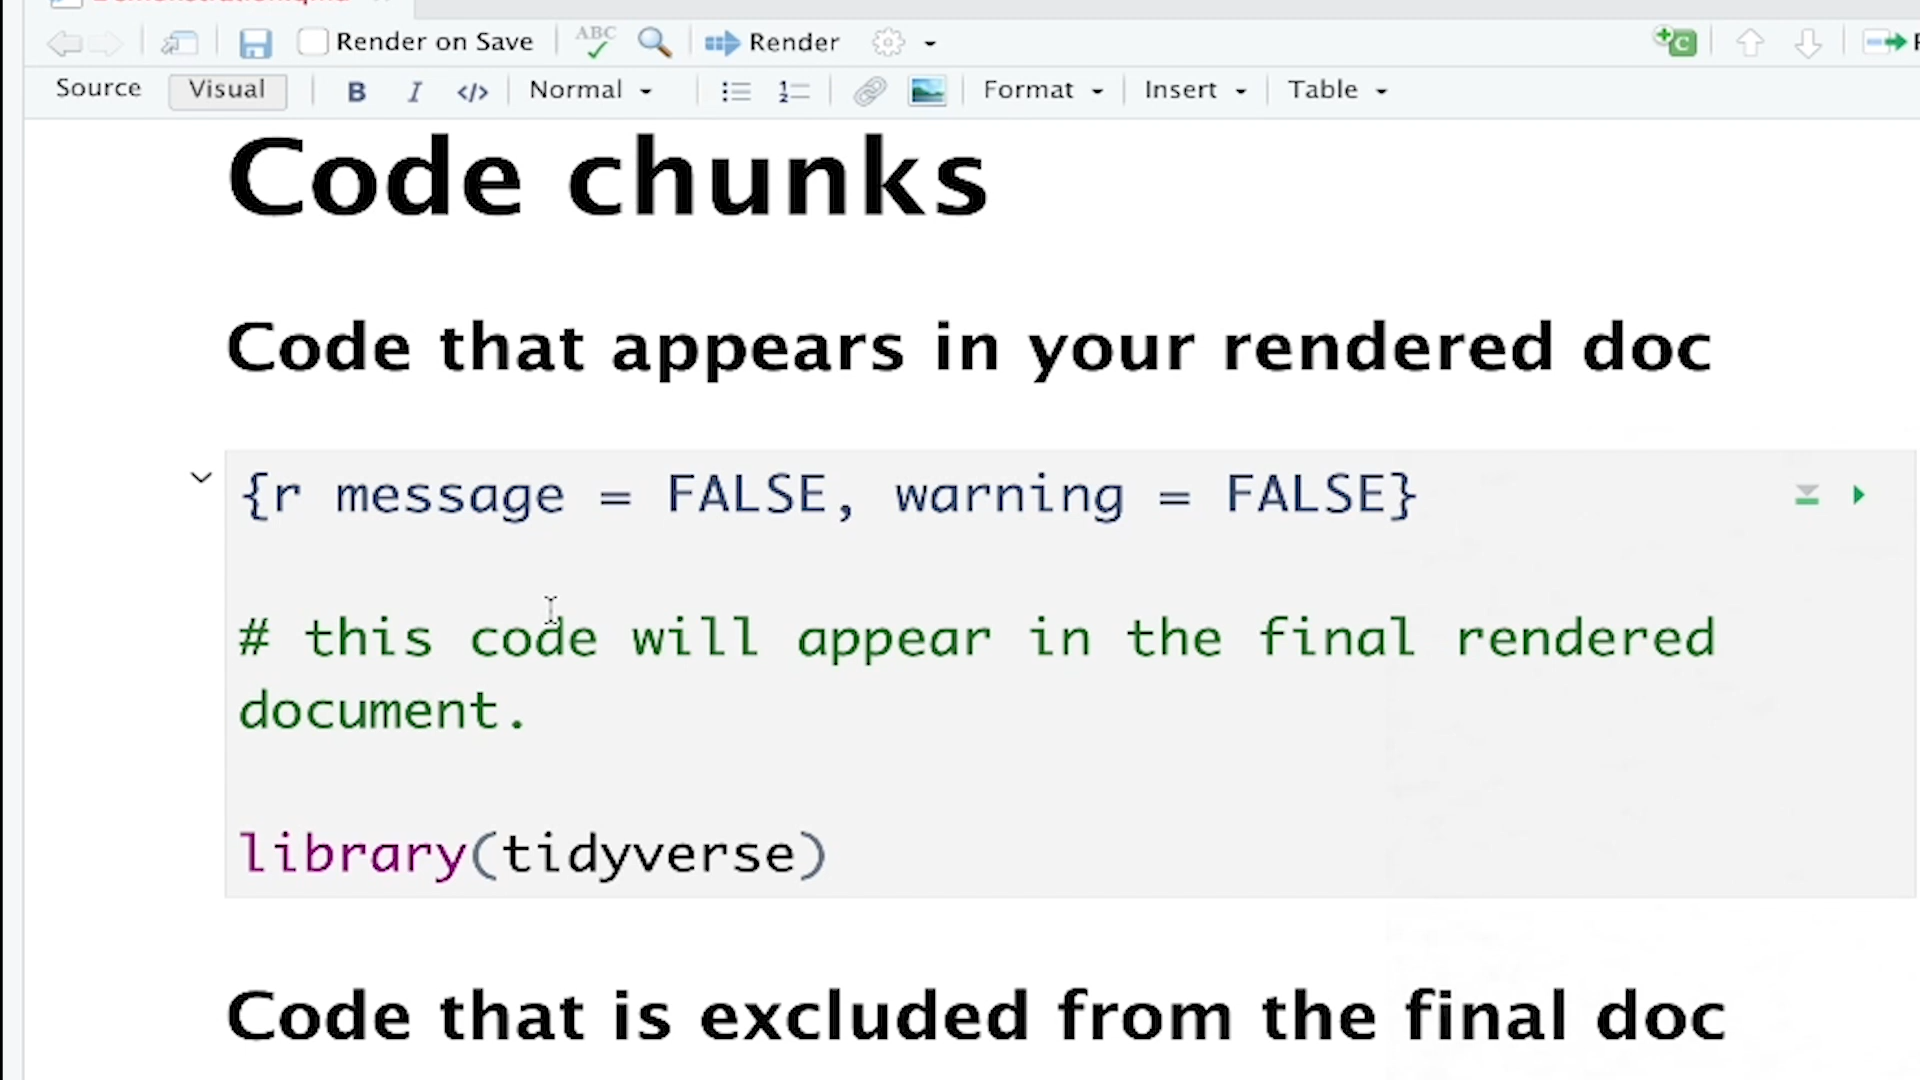 Render on Save ABC Render
Source Visual B I </> Normal Format Insert Table
Code chunks
Code that appears in your rendered doc
{r message = FALSE, warning = FALSE}
# this code will appear in the final rendered
document.
library(tidyverse)
Code that is excluded from the final doc